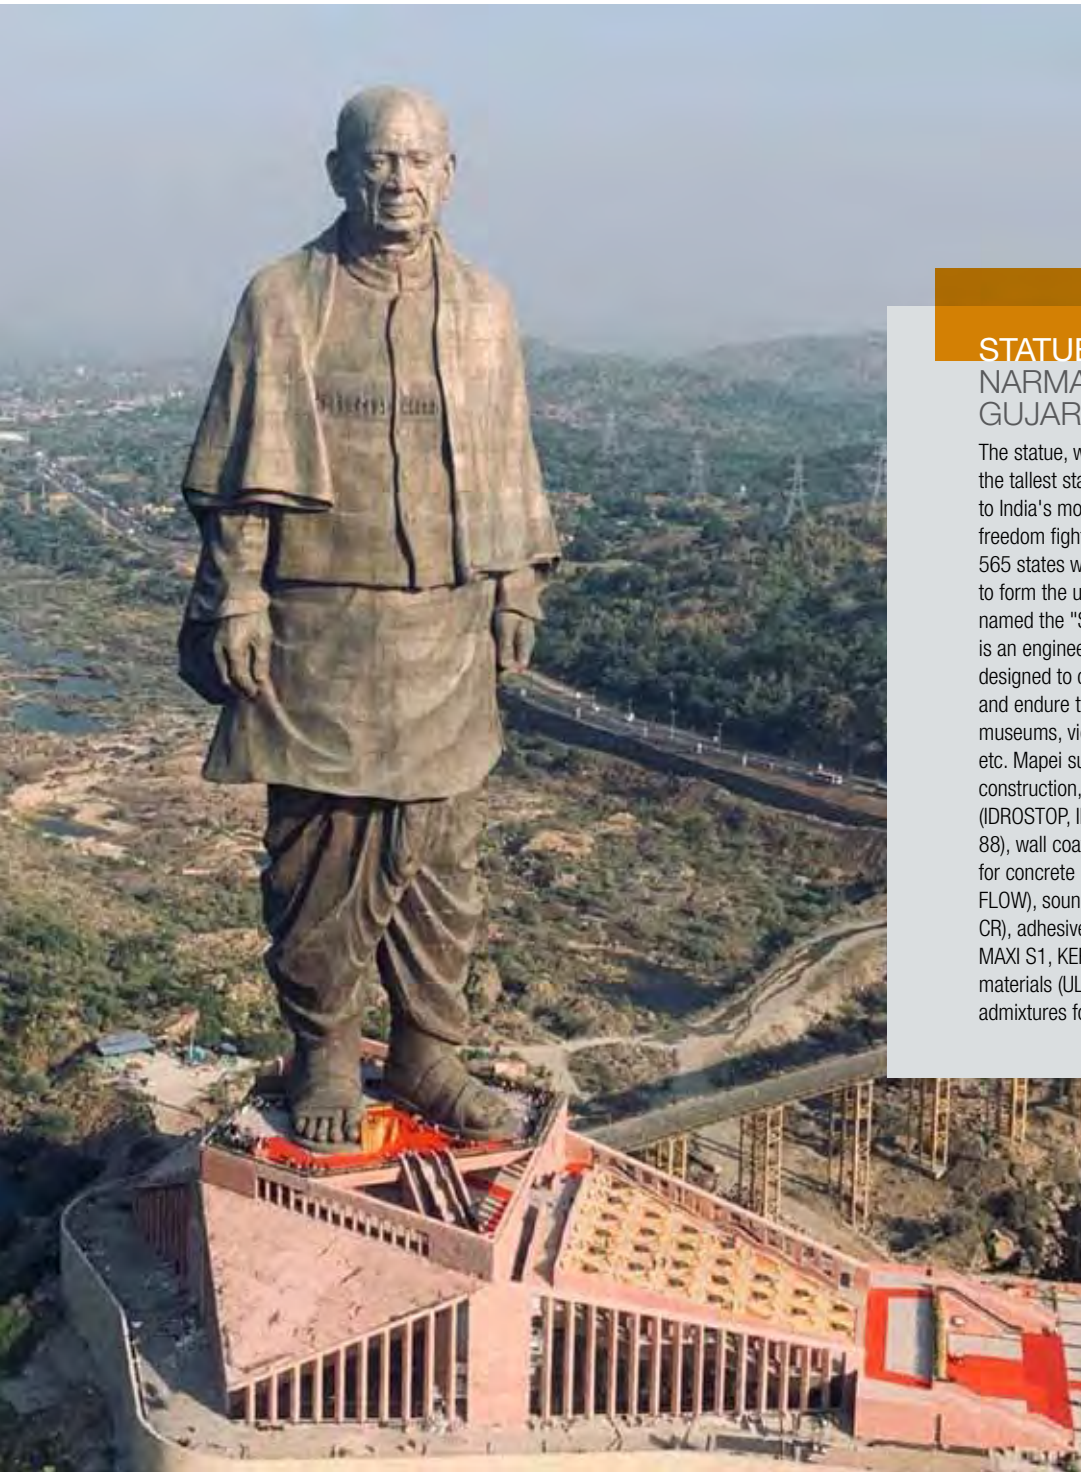 STATUE
NARMA
GUJAR
The statue, w
the tallest sta
to India's mo
freedom fight
565 states w
to form the u
named the "S
is an enginee
designed to c
and endure t
museums, vie
etc. Mapei su
construction,
(IDROSTOP, I
88), wall coa
for concrete
FLOW), soun
CR), adhesive
MAXI S1, KE
materials (UL
admixtures fo